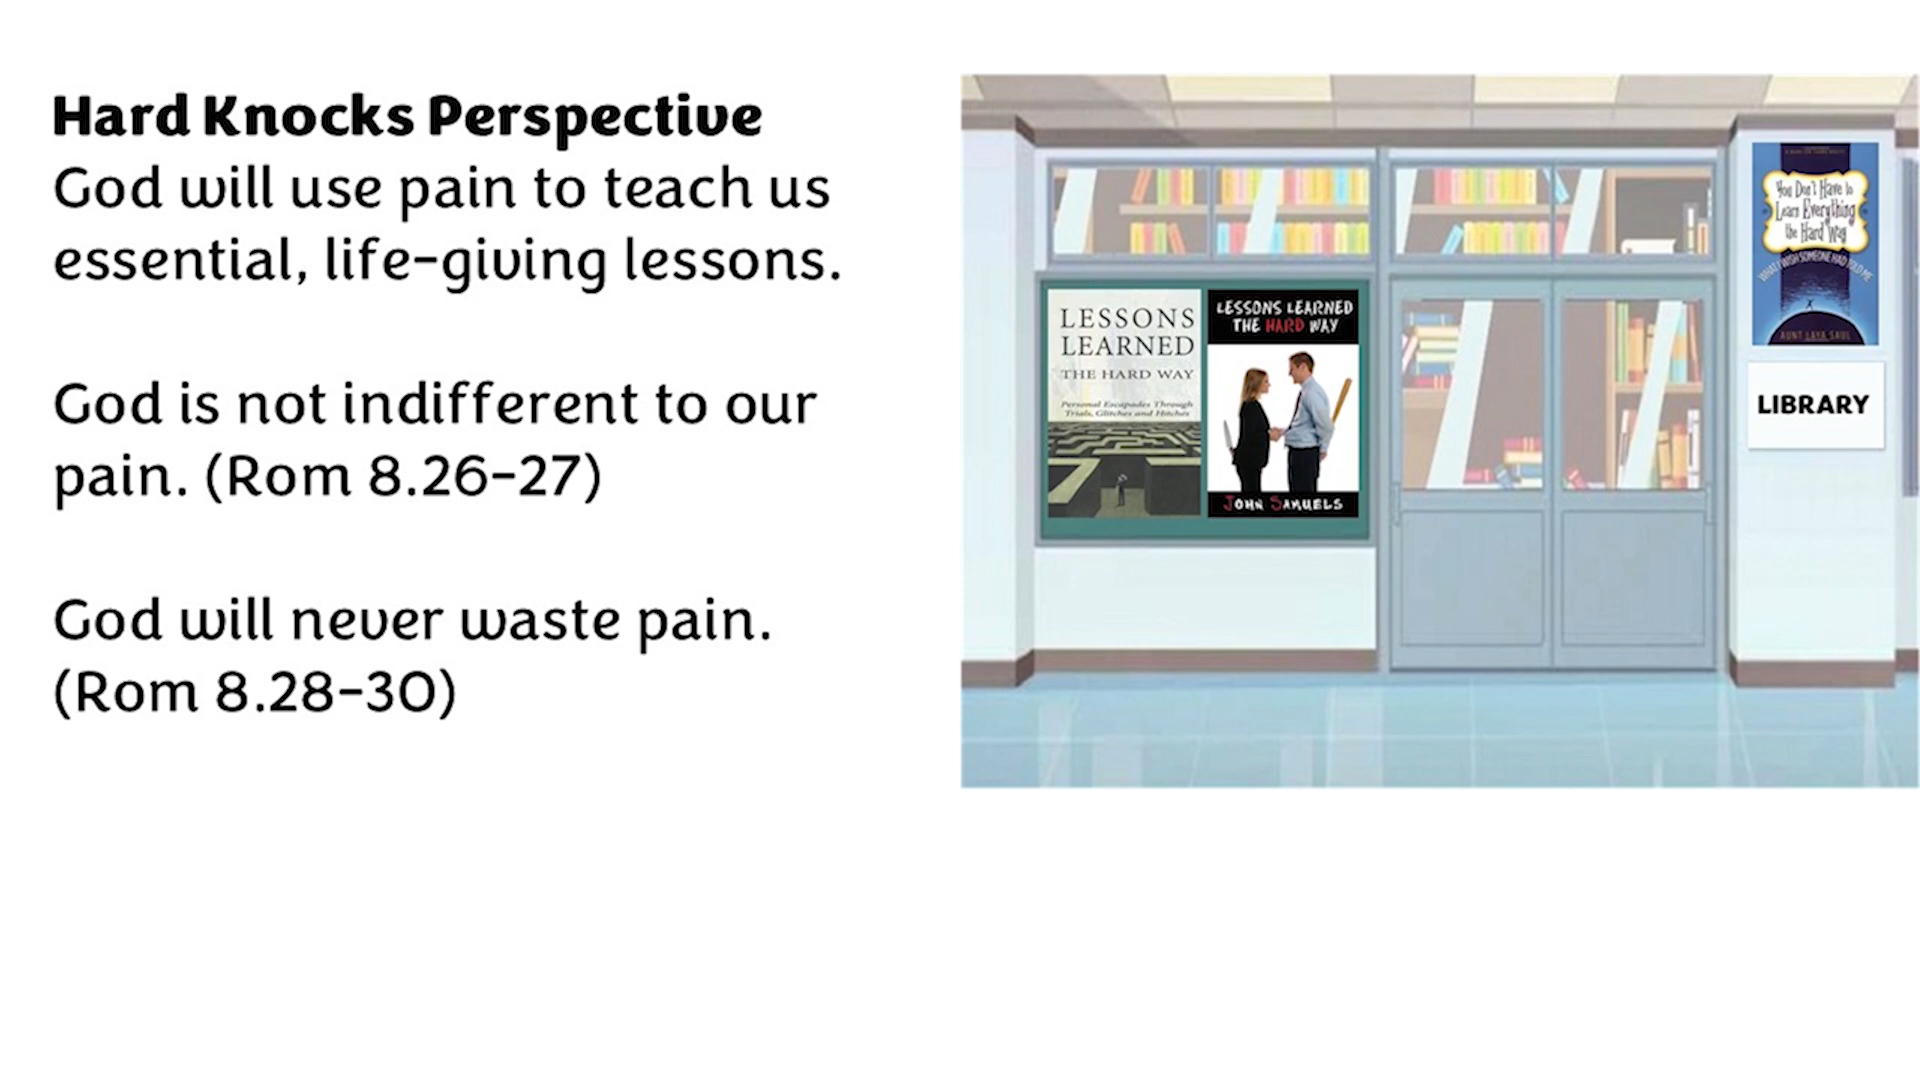 Hard Knocks Perspective
God will use pain to teach us
essential, life-giving lessons.
God is not indifferent to our
pain. (Rom 8.26-27)
God will never waste pain.
(Rom 8.28-30)
LESSONS
LEARNED
THE HARD WAY
Personal Escapades Through
Trials, Glitches and Hitches
LESSONS LEARNED
THE HARD WAY
JOHN SAMUELS
You Don't Have to
Learn Everything
the Hard Way
WHAT I WISH SOMEONE HAD TOLD ME
AUNT LAYA SAUL
LIBRARY